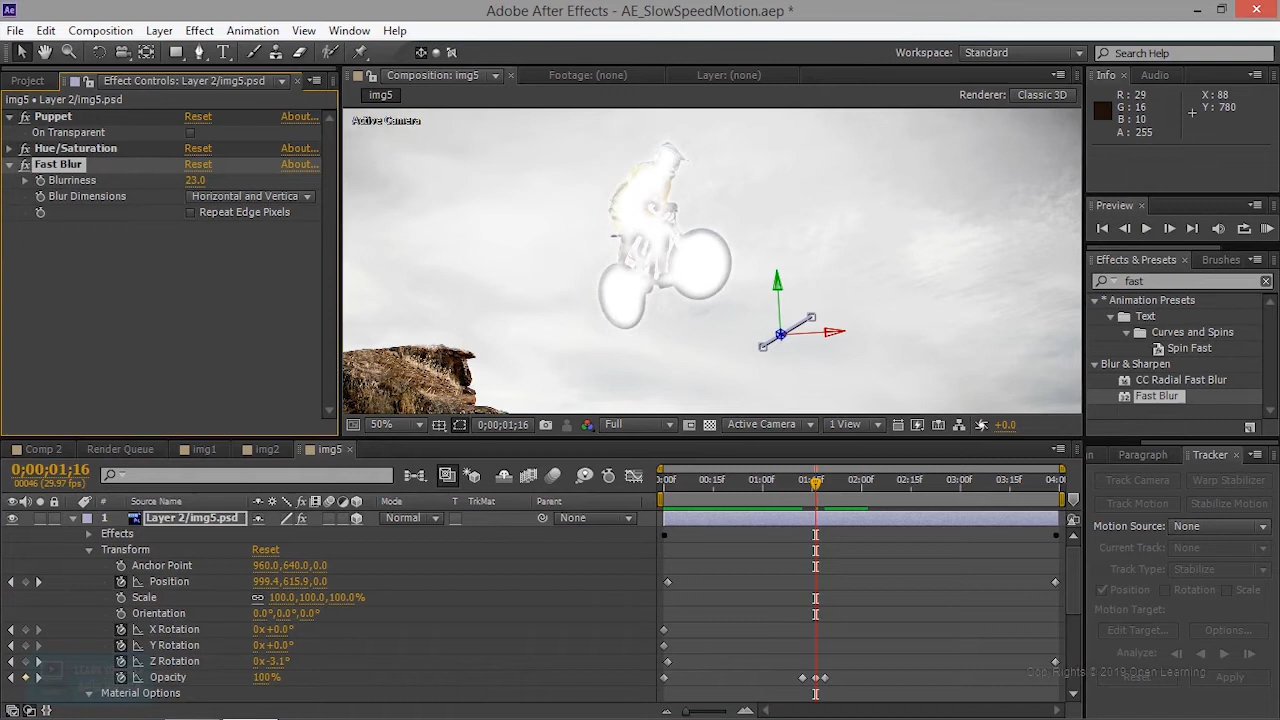 Adobe After Effects - AE_SlowSpeedMotion.aep *
File Edit Composition Layer Effect Animation View Window Help
Workspace: Standard Search Help
Project Effect Controls: Layer 2/img5.psd
Composition: img5 Footage: (none) Layer: (none)
Info Audio
img5 • Layer 2/img5.psd
img5 Renderer: Classic 3D
R: 29 X: 88
G: 16 Y: 780
B: 10
A: 255
Puppet Reset About...
On Transparent
Hue/Saturation Reset About...
Fast Blur Reset About...
Blurriness 23.0
Blur Dimensions Horizontal and Vertica
Repeat Edge Pixels
Active Camera
Preview
Effects & Presets Brushes
fast
* Animation Presets
Text
Curves and Spins
Spin Fast
Blur & Sharpen
CC Radial Fast Blur
Fast Blur
50% 0;00;01;16 Full Active Camera 1 View +0.0
Comp 2 Render Queue img1 img2 img5
0;00;01;16
00046 (29.97 fps)
# Source Name Mode T TrkMat Parent
00:15f 01:00f 02:00f 02:15f 03:00f 03:15f
1 Layer 2/img5.psd Normal None
Effects
Transform Reset
Anchor Point 960.0,640.0,0.0
Position 999.4,615.9,0.0
Scale 100.0,100.0,100.0%
Orientation 0.0°,0.0°,0.0°
X Rotation 0x+0.0°
Y Rotation 0x+0.0°
Z Rotation 0x-3.1°
Opacity 100%
Material Options
Paragraph Tracker
Track Camera Warp Stabilizer
Track Motion Stabilize Motion
Motion Source: None
Current Track: None
Track Type: Stabilize
Position Rotation Scale
Motion Target:
Edit Target... Options...
Analyze:
Reset Apply
2019 Open Learning